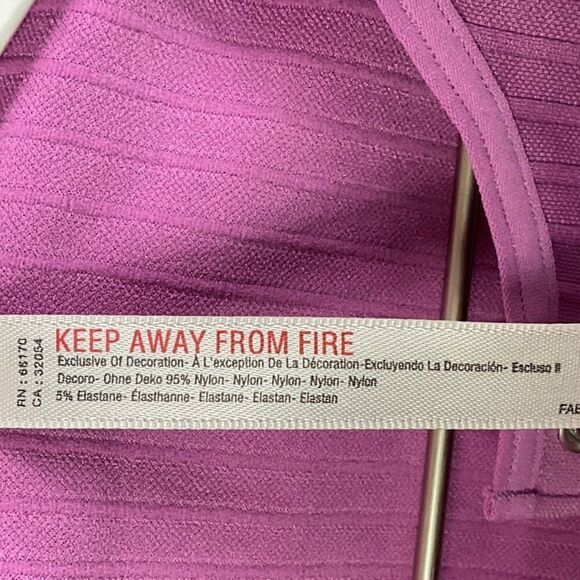 RN : 66170
CA : 32054
KEEP AWAY FROM FIRE
Exclusive Of Decoration- À L'exception De La Décoration-Excluyendo La Decoración- Escluso Il
Decoro- Ohne Deko 95% Nylon- Nylon- Nylon- Nylon- Nylon
5% Elastane- Élasthanne- Elastane- Elastan- Elastan